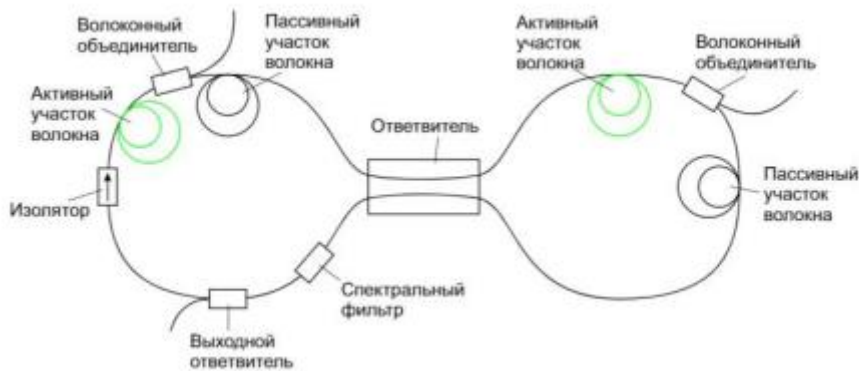 Волоконный
объединитель
Пассивный
участок
волокна
Активный
участок
волокна
Изолятор
Ответвитель
Спектральный
фильтр
Выходной
ответвитель
Активный
участок
волокна
Волоконный
объединитель
Пассивный
участок
волокна